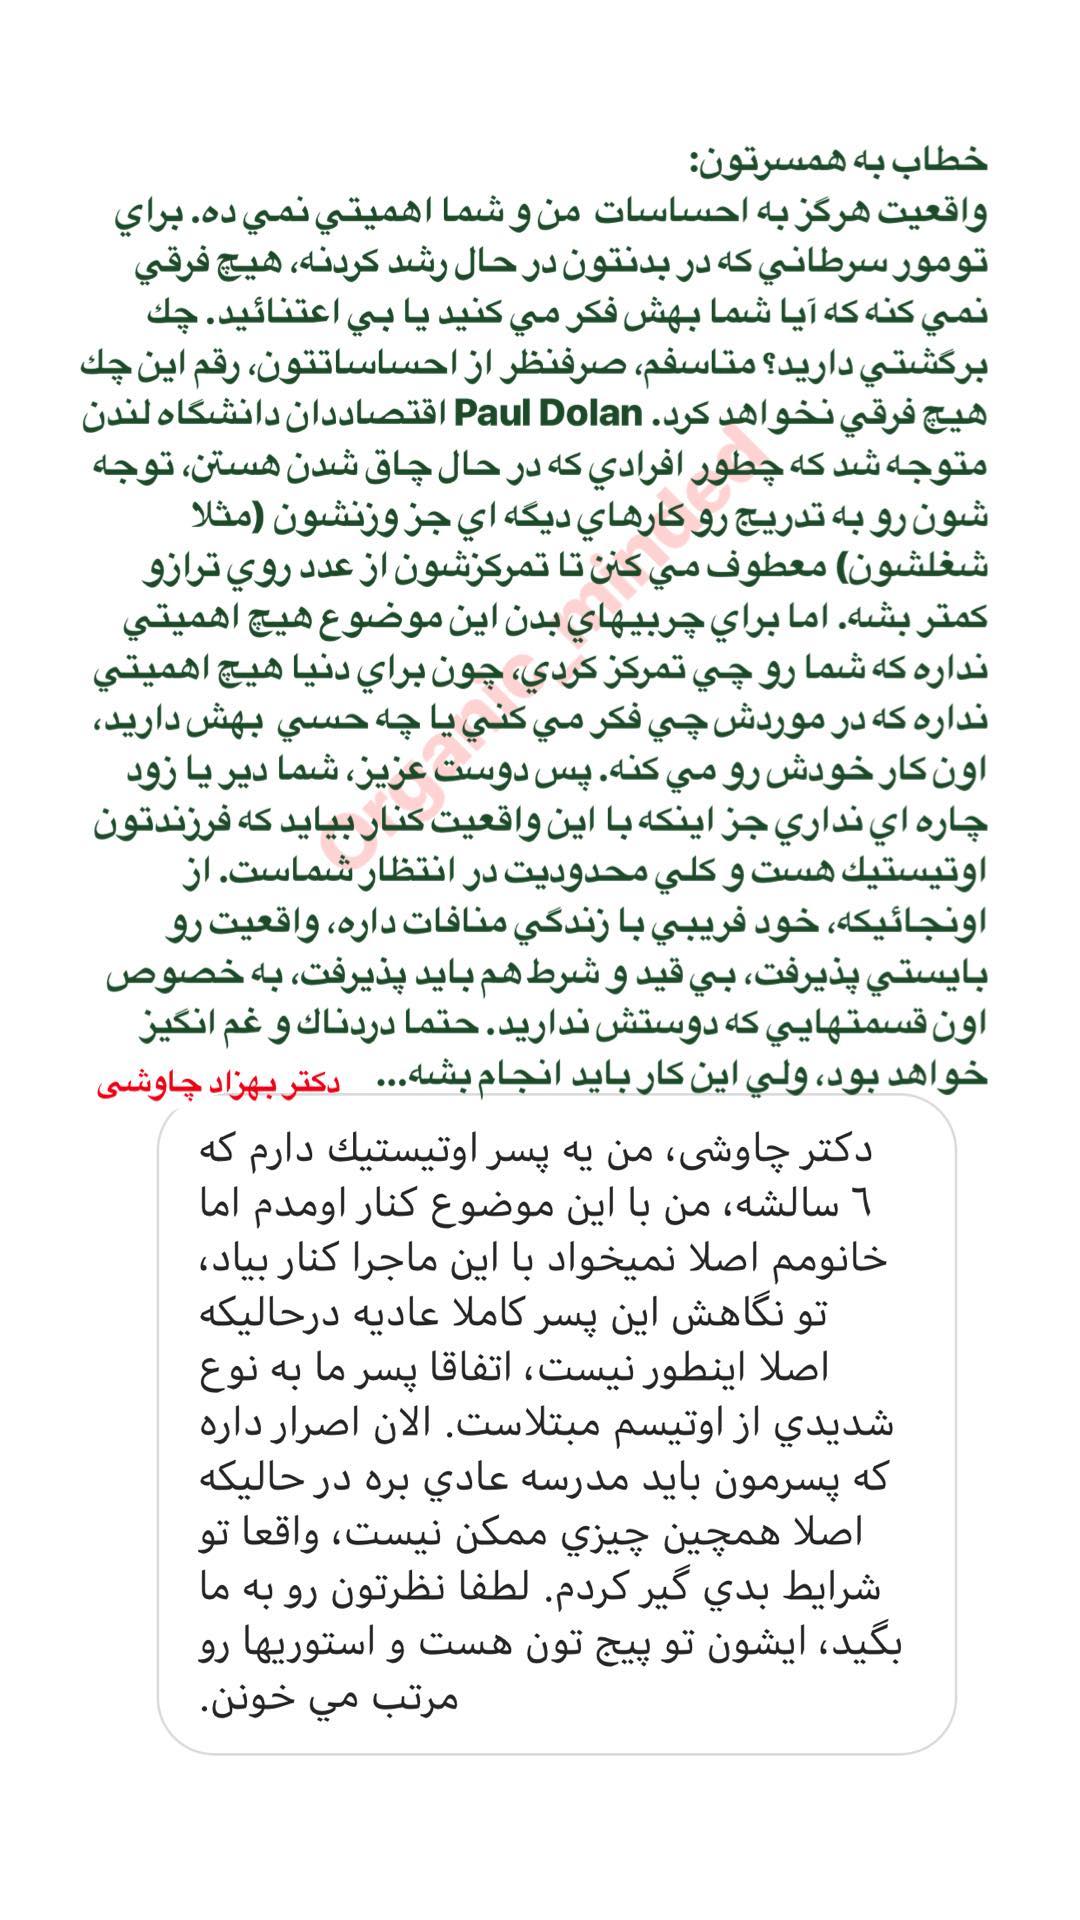 خطاب به همسرتون:
واقعيت هرگز به احساسات من و شما اهميتي نمي ده. براي
تومور سرطاني كه در بدنتون در حال رشد كردنه، هيچ فرقي
نمي كنه كه آيا شما بهش فكر مي كنيد يا بي اعتنائيد. چك
برگشتي داريد؟ متاسفم، صرفنظر از احساساتتون، رقم اين چك
هيچ فرقي نخواهد كرد. Paul Dolan اقتصاددان دانشگاه لندن
متوجه شد كه چطور افرادي كه در حال چاق شدن هستن، توجه
شون رو به تدريج رو كارهاي ديگه اي جز وزنشون (مثلا
شغلشون) معطوف مي كنن تا تمركزشون از عدد روي ترازو
كمتر بشه. اما براي چربيهاي بدن اين موضوع هيچ اهميتي
نداره كه شما رو چي تمركز كردي، چون براي دنيا هيچ اهميتي
نداره كه در موردش چي فكر مي كني يا چه حسي بهش داريد،
اون كار خودش رو مي كنه. پس دوست عزيز، شما دير يا زود
چاره اي نداري جز اينكه با اين واقعيت كنار بيايد كه فرزندتون
اوتيستيك هست و كلي محدوديت در انتظار شماست. از
اونجائيكه، خود فريبي با زندگي منافات داره، واقعيت رو
بايستي پذيرفت، بي قيد و شرط هم بايد پذيرفت، به خصوص
اون قسمتهايي كه دوستش نداريد. حتما دردناك و غم انگيز
خواهد بود، ولي اين كار بايد انجام بشه...
دکتر بهزاد چاوشی
Organic_minded
دكتر چاوشی، من يه پسر اوتيستيك دارم كه
٦ سالشه، من با اين موضوع كنار اومدم اما
خانومم اصلا نميخواد با اين ماجرا كنار بياد،
تو نگاهش اين پسر كاملا عاديه درحاليكه
اصلا اينطور نيست، اتفاقا پسر ما به نوع
شديدي از اوتيسم مبتلاست. الان اصرار داره
كه پسرمون بايد مدرسه عادي بره در حاليكه
اصلا همچين چيزي ممكن نيست، واقعا تو
شرايط بدي گير كردم. لطفا نظرتون رو به ما
بگيد، ايشون تو پيج تون هست و استوريها رو
مرتب مي خونن.